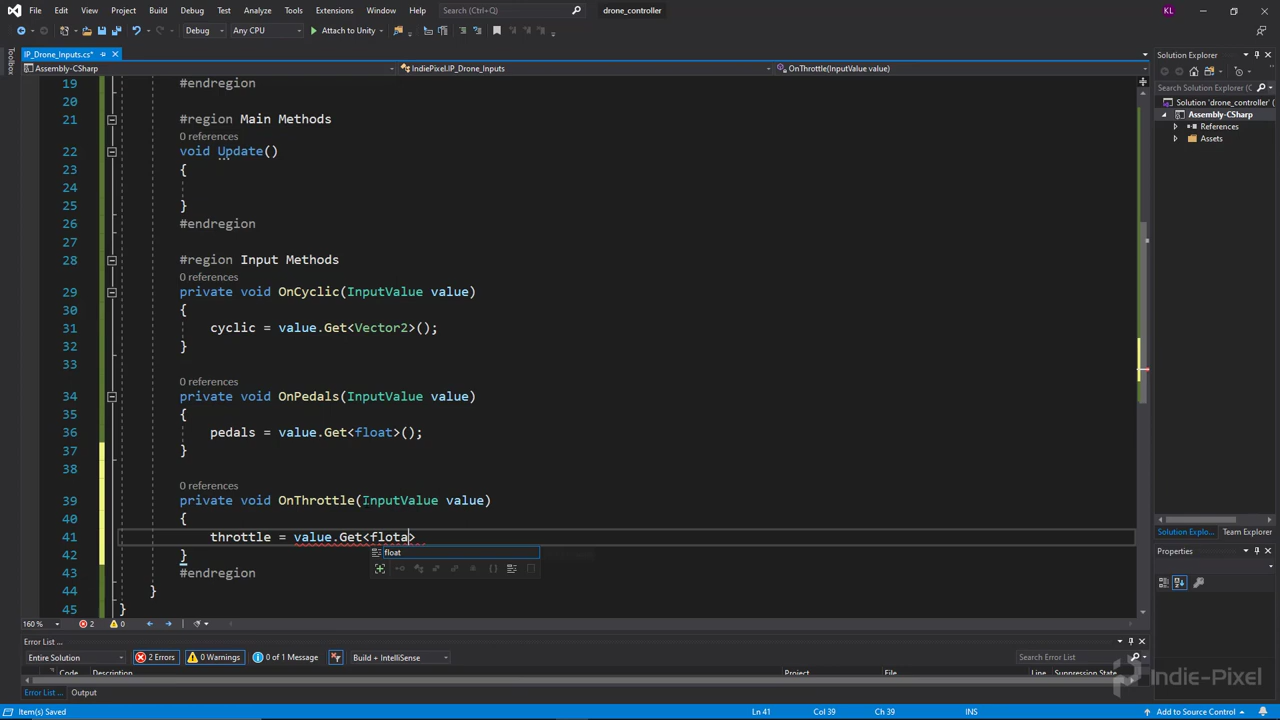 File Edit View Project Build Debug Test Analyze Tools Extensions Window Help Search (Ctrl+Q) drone_controller KL
Debug Any CPU Attach to Unity
Toolbox
IP_Drone_Inputs.cs*
Assembly-CSharp IndiePixel.IP_Drone_Inputs OnThrottle(InputValue value)
19 #endregion
20
21 #region Main Methods
0 references
22 void Update()
23 {
24
25 }
26 #endregion
27
28 #region Input Methods
0 references
29 private void OnCyclic(InputValue value)
30 {
31 cyclic = value.Get<Vector2>();
32 }
33
0 references
34 private void OnPedals(InputValue value)
35 {
36 pedals = value.Get<float>();
37 }
38
0 references
39 private void OnThrottle(InputValue value)
40 {
41 throttle = value.Get<flota>
float
42 }
43 #endregion
44 }
45 }
160 % 2 0
Error List ...
Entire Solution 2 Errors 0 Warnings 0 of 1 Message Build + IntelliSense Search Error List
Code Description Project File Line Suppression State
Error List ... Output
Item(s) Saved Ln 41 Col 39 Ch 39 INS Add to Source Control
Solution Explorer
Search Solution Explorer (C
Solution 'drone_controller' (
Assembly-CSharp
References
Assets
Solution Explo... Team Explorer
Properties
Indie-Pixel